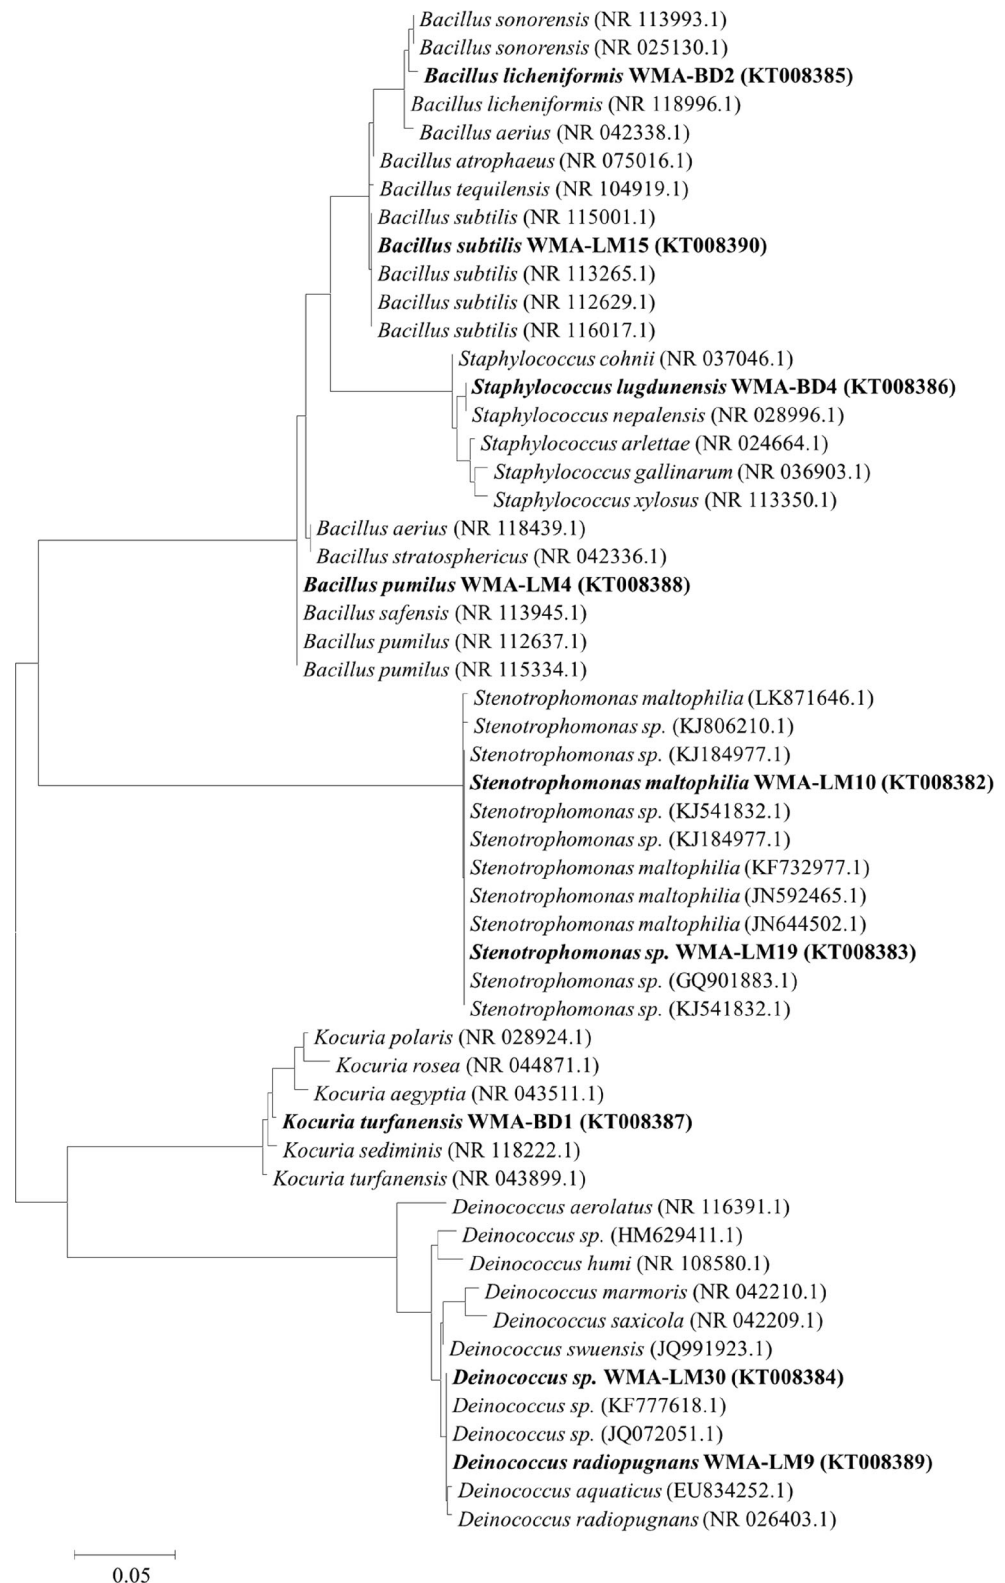 Bacillus sonorensis (NR 113993.1)
Bacillus sonorensis (NR 025130.1)
Bacillus licheniformis WMA-BD2 (KT008385)
Bacillus licheniformis (NR 118996.1)
Bacillus aerius (NR 042338.1)
Bacillus atrophaeus (NR 075016.1)
Bacillus tequilensis (NR 104919.1)
Bacillus subtilis (NR 115001.1)
Bacillus subtilis WMA-LM15 (KT008390)
Bacillus subtilis (NR 113265.1)
Bacillus subtilis (NR 112629.1)
Bacillus subtilis (NR 116017.1)
Staphylococcus cohnii (NR 037046.1)
Staphylococcus lugdunensis WMA-BD4 (KT008386)
Staphylococcus nepalensis (NR 028996.1)
Staphylococcus arlettae (NR 024664.1)
Staphylococcus gallinarum (NR 036903.1)
Staphylococcus xylosus (NR 113350.1)
Bacillus aerius (NR 118439.1)
Bacillus stratosphericus (NR 042336.1)
Bacillus pumilus WMA-LM4 (KT008388)
Bacillus safensis (NR 113945.1)
Bacillus pumilus (NR 112637.1)
Bacillus pumilus (NR 115334.1)
Stenotrophomonas maltophilia (LK871646.1)
Stenotrophomonas sp. (KJ806210.1)
Stenotrophomonas sp. (KJ184977.1)
Stenotrophomonas maltophilia WMA-LM10 (KT008382)
Stenotrophomonas sp. (KJ541832.1)
Stenotrophomonas sp. (KJ184977.1)
Stenotrophomonas maltophilia (KF732977.1)
Stenotrophomonas maltophilia (JN592465.1)
Stenotrophomonas maltophilia (JN644502.1)
Stenotrophomonas sp. WMA-LM19 (KT008383)
Stenotrophomonas sp. (GQ901883.1)
Stenotrophomonas sp. (KJ541832.1)
Kocuria polaris (NR 028924.1)
Kocuria rosea (NR 044871.1)
Kocuria aegyptia (NR 043511.1)
Kocuria turfanensis WMA-BD1 (KT008387)
Kocuria sediminis (NR 118222.1)
Kocuria turfanensis (NR 043899.1)
Deinococcus aerolatus (NR 116391.1)
Deinococcus sp. (HM629411.1)
Deinococcus humi (NR 108580.1)
Deinococcus marmoris (NR 042210.1)
Deinococcus saxicola (NR 042209.1)
Deinococcus swuensis (JQ991923.1)
Deinococcus sp. WMA-LM30 (KT008384)
Deinococcus sp. (KF777618.1)
Deinococcus sp. (JQ072051.1)
Deinococcus radiopugnans WMA-LM9 (KT008389)
Deinococcus aquaticus (EU834252.1)
Deinococcus radiopugnans (NR 026403.1)
0.05